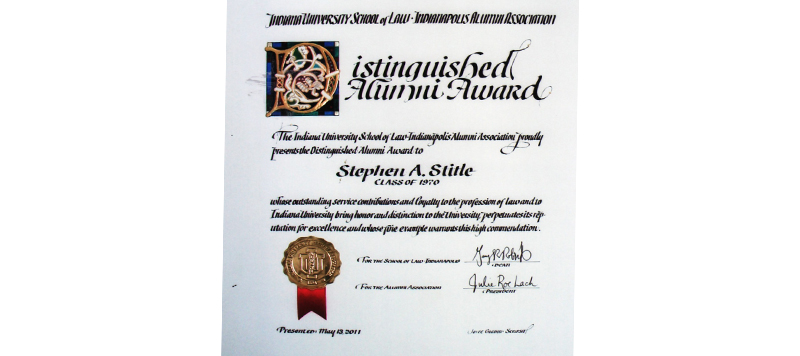 Indiana University School of Law-Indianapolis Alumni Association
Distinguished
Alumni Award
The Indiana University School of Law-Indianapolis Alumni Association proudly
presents the Distinguished Alumni Award to
Stephen A. Stitle
CLASS OF 1970
whose outstanding service contributions and loyalty to the profession of law and to
Indiana University bring honor and distinction to the University, perpetuates its rep-
utation for excellence and whose fine example warrants this high commendation.
For the School of Law-Indianapolis
Dean
For the Alumni Association
Julie Roe Lach
President
Presented: May 13, 2011